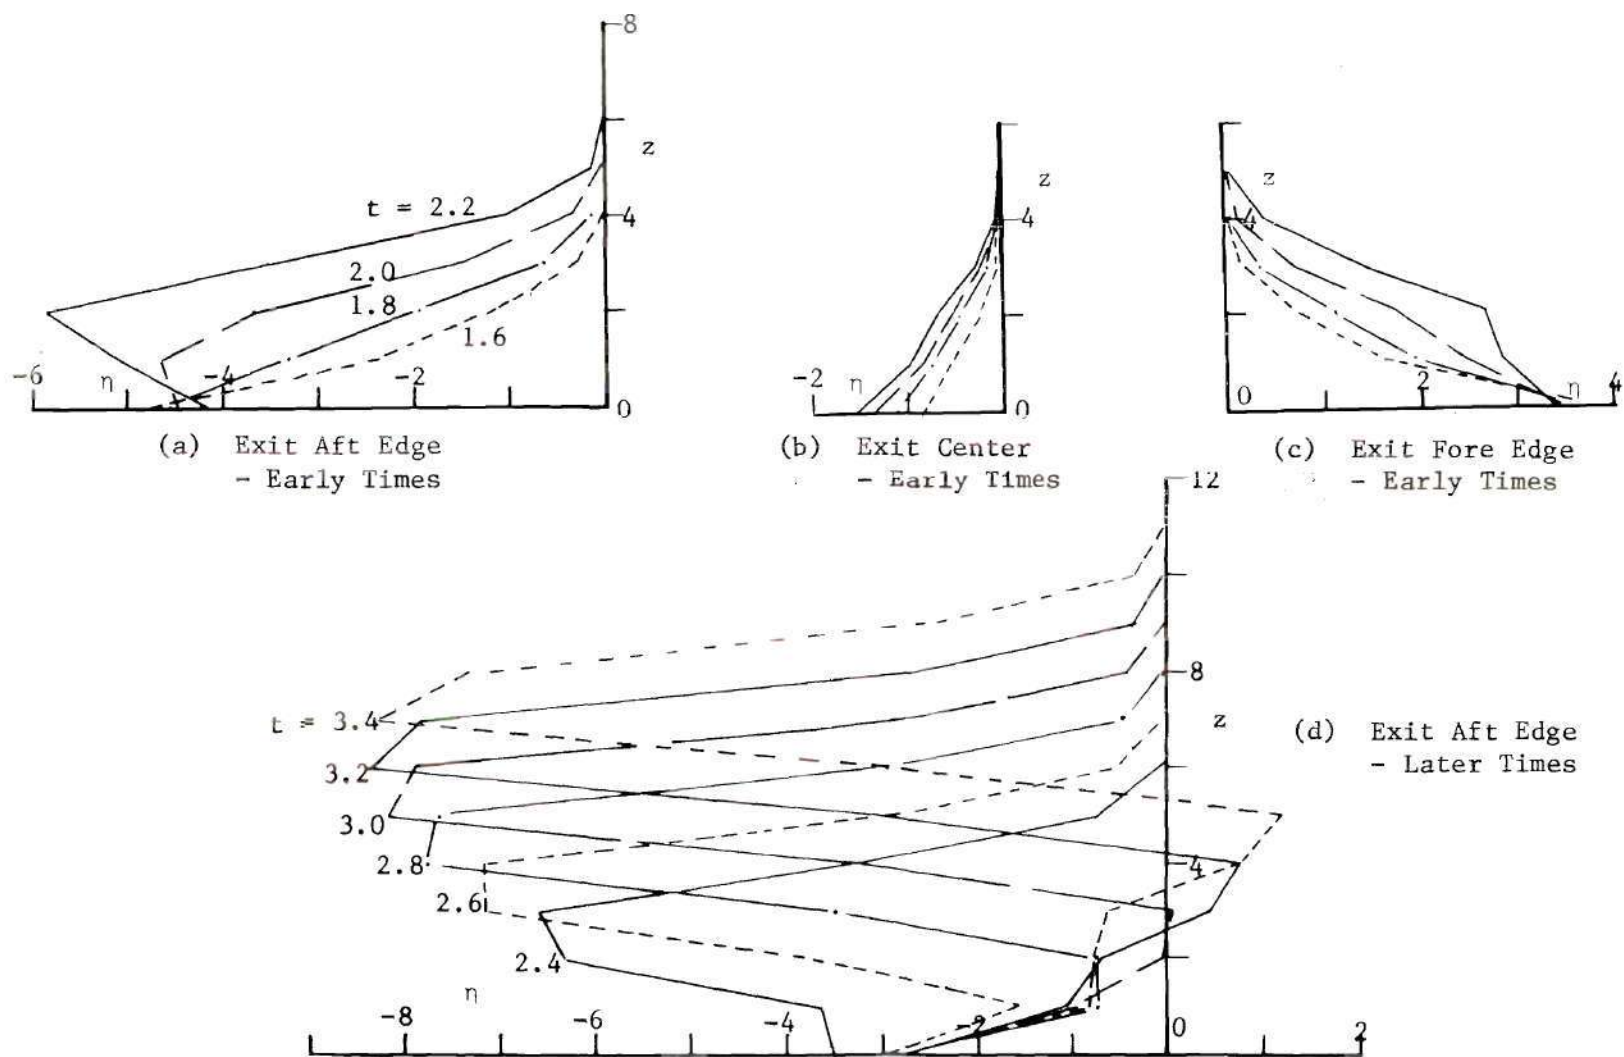 8
z
t = 2.2
4
2.0
1.8
1.6
-6
η
-4
-2
0
(a) Exit Aft Edge
- Early Times
z
4
-2
η
0
(b) Exit Center
- Early Times
z
4
0
2
η
4
(c) Exit Fore Edge
- Early Times
12
8
t = 3.4
z
(d) Exit Aft Edge
- Later Times
3.2
3.0
2.8
4
2.6
2.4
η
-8
-6
-4
-2
0
2